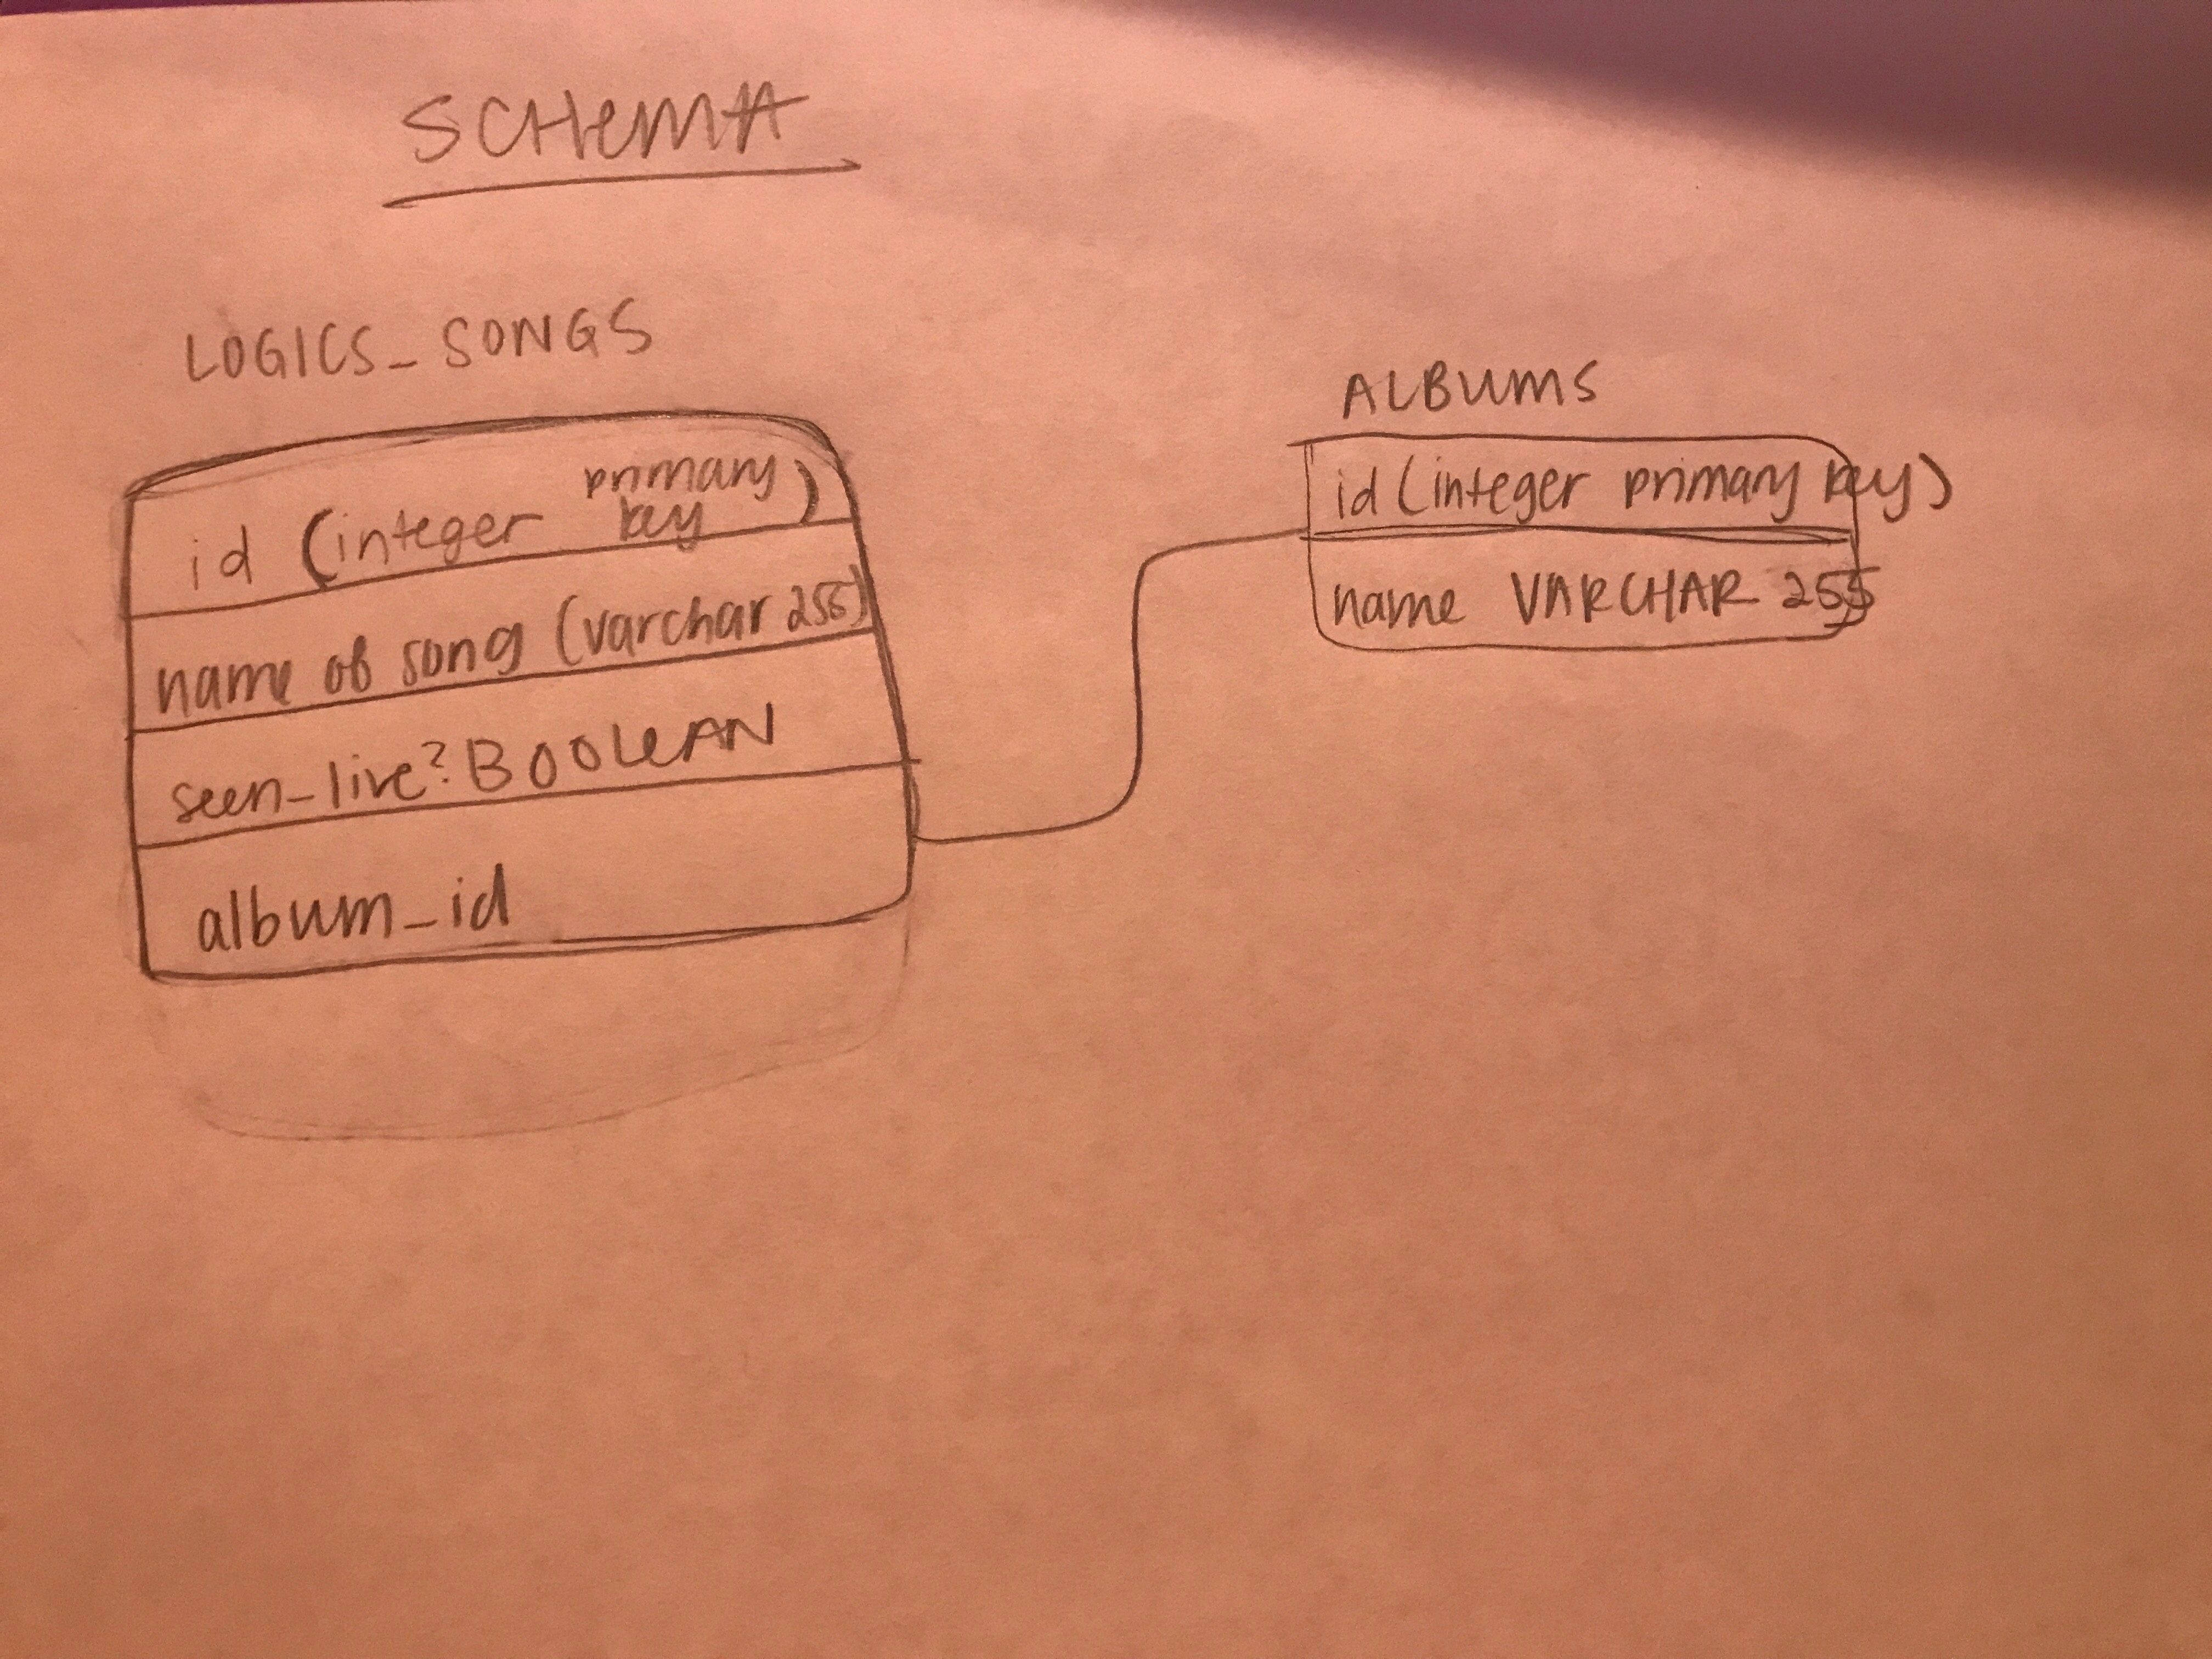 SCHEMA
LOGICS_SONGS
id (integer primary key)
name of song (varchar 255)
seen_live? BOOLEAN
album_id
ALBUMS
id (integer primary key)
name VARCHAR 255